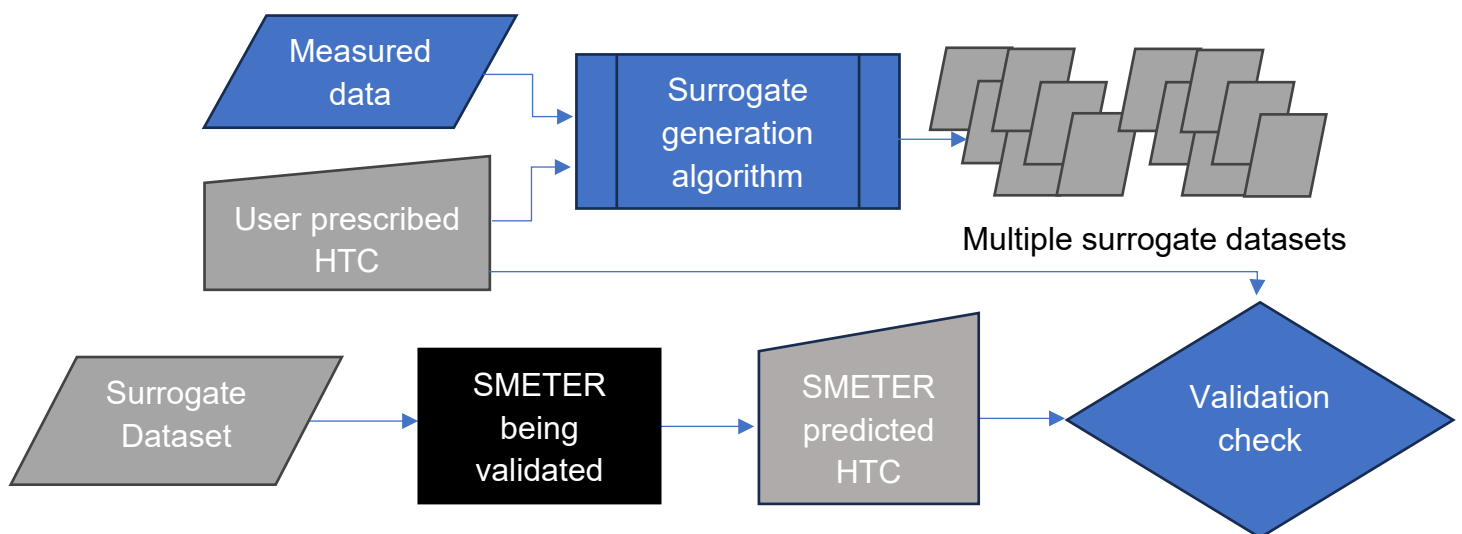 Measured
data
Surrogate
generation
algorithm
User prescribed
HTC
Multiple surrogate datasets
Surrogate
Dataset
SMETER
being
validated
SMETER
predicted
HTC
Validation
check